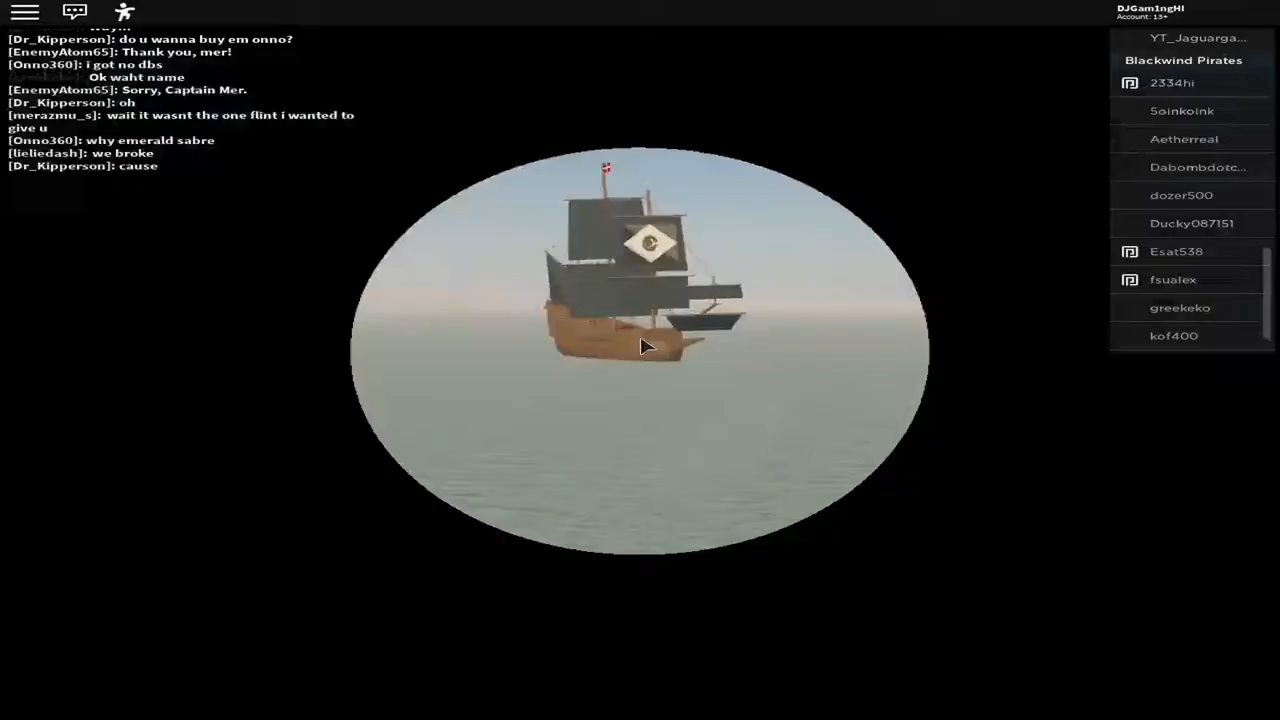 DJGam1ngHI
Account: 13+
[Dr_Kipperson]: do u wanna buy em onno?
[EnemyAtom65]: Thank you, mer!
[Onno360]: i got no dbs
Ok waht name
[EnemyAtom65]: Sorry, Captain Mer.
[Dr_Kipperson]: oh
[merazmu_s]: wait it wasnt the one flint i wanted to
give u
[Onno360]: why emerald sabre
[lieliedash]: we broke
[Dr_Kipperson]: cause
YT_Jaguarga...
Blackwind Pirates
2334hi
Soinkoink
Aetherreal
Dabombdotc...
dozer500
Ducky087151
Esat538
fsualex
greekeko
kof400